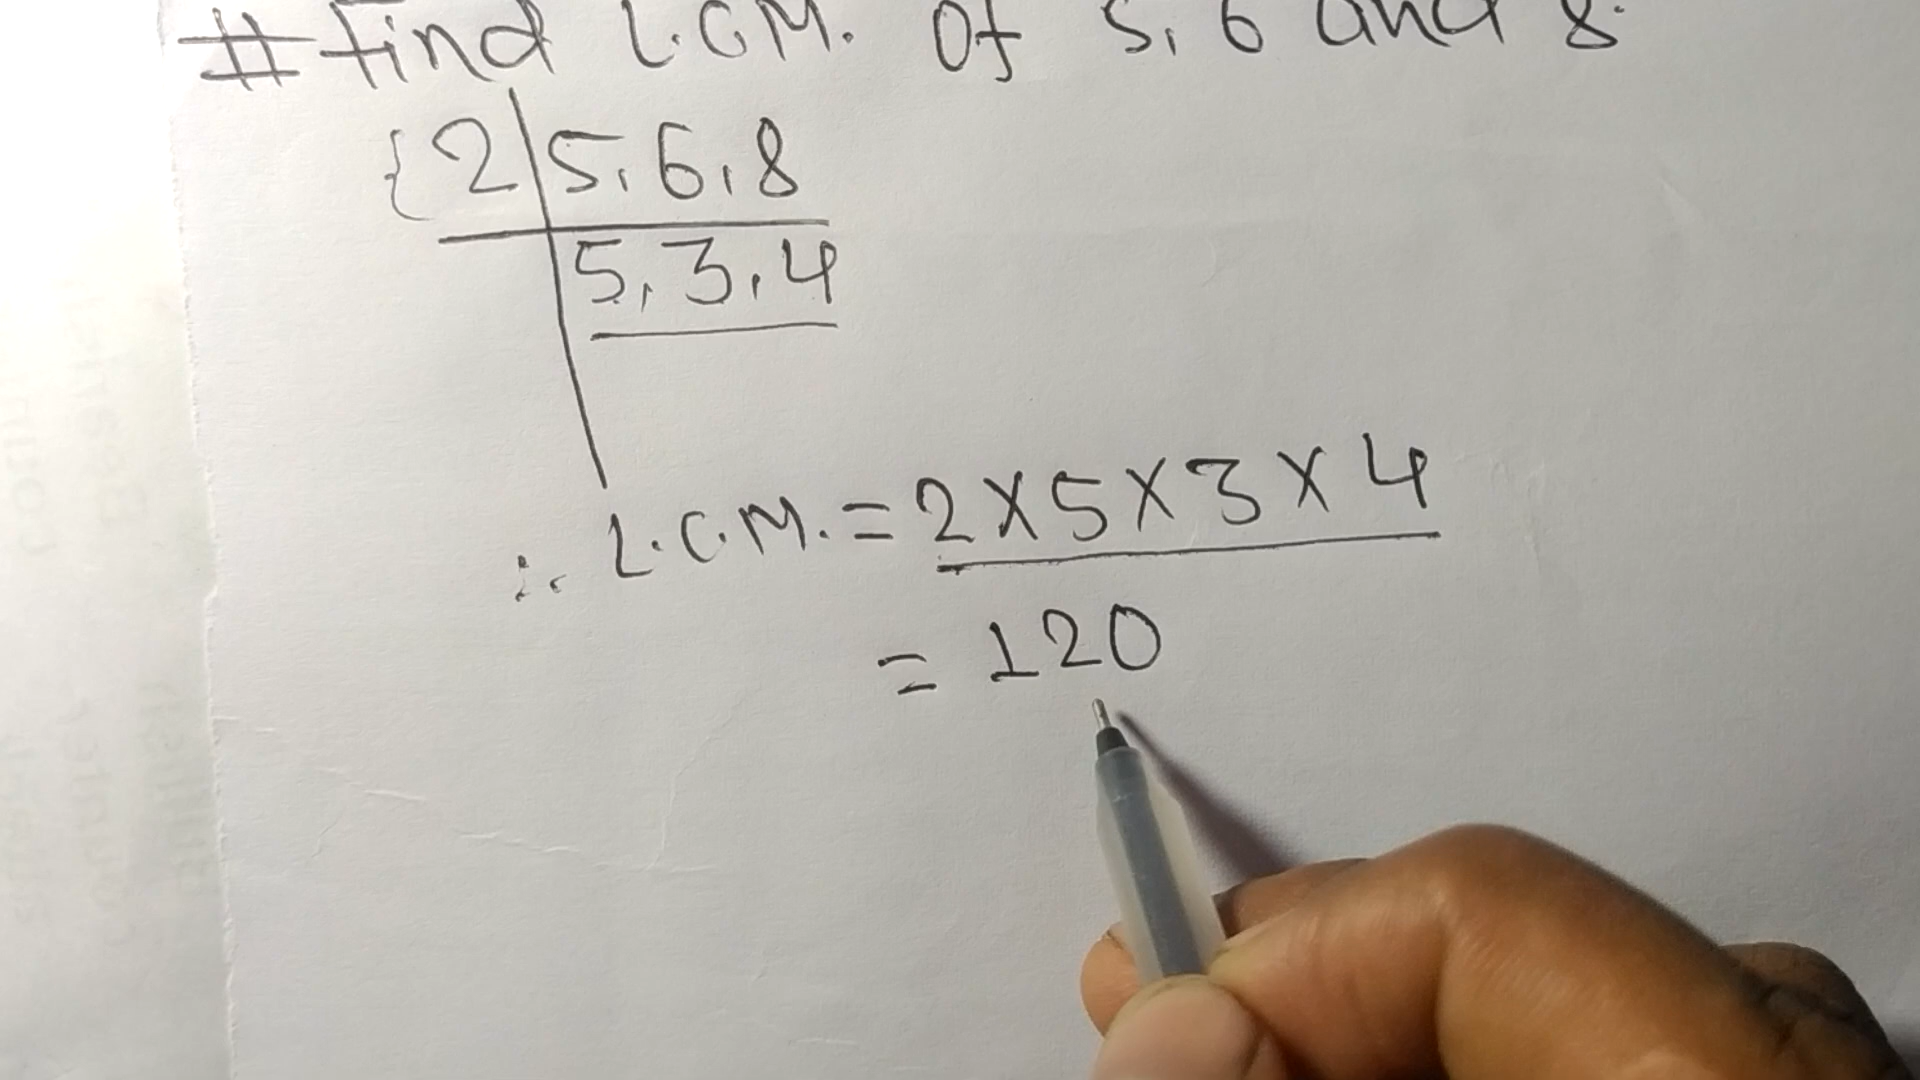 # Find L.C.M. Of 5, 6 and 8.
{ 2 | 5, 6, 8
5, 3, 4
∴ L.C.M. = 2 X 5 X 3 X 4
= 120